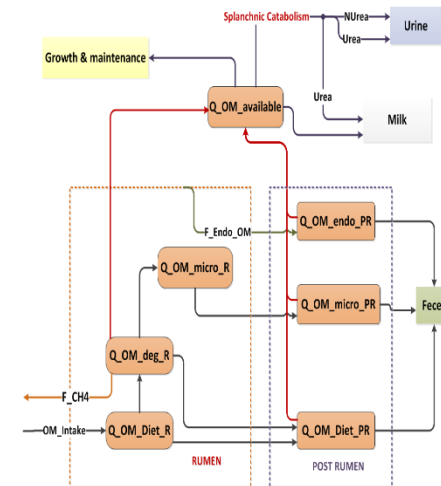 Splanchnic Catabolism
NUrea
Urea
Urine
Growth & maintenance
Q_OM_available
Urea
Milk
F_Endo_OM
Q_OM_endo_PR
Q_OM_micro_R
Q_OM_micro_PR
Fece
Q_OM_deg_R
F_CH4
OM_Intake
Q_OM_Diet_R
Q_OM_Diet_PR
RUMEN
POST RUMEN